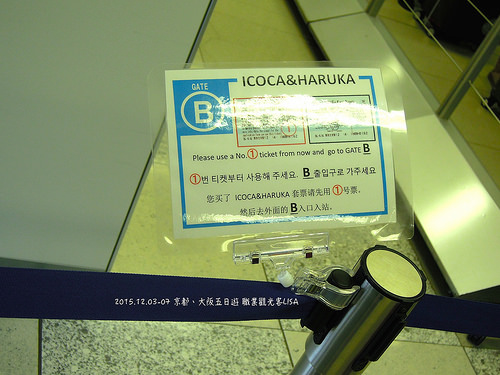 GATE
B
ICOCA&HARUKA
Please use a No.① ticket from now and go to GATE B
①번 티켓부터 사용해 주세요. B 출입구로 가주세요
您买了 ICOCA&HARUKA 套票请先用 ①号票,
然后去外面的 B入口入站。
2015.12.03-07 京都、大阪五日遊 職業觀光客LISA